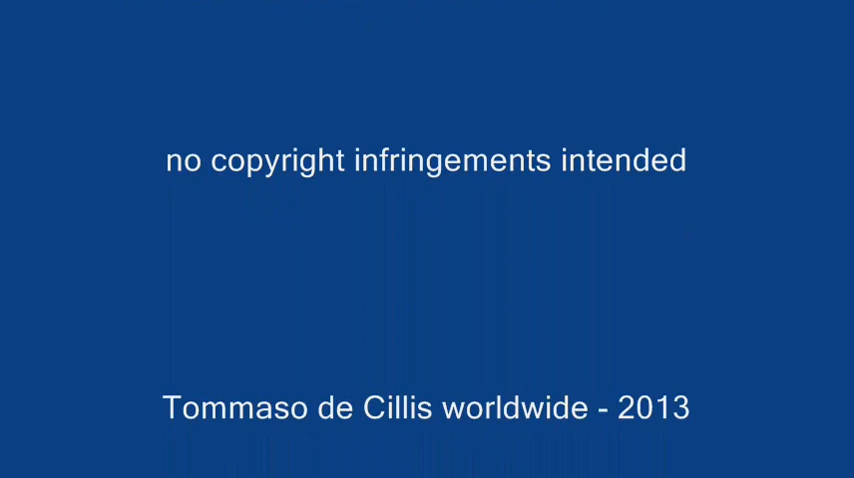 no copyright infringements intended
Tommaso de Cillis worldwide - 2013